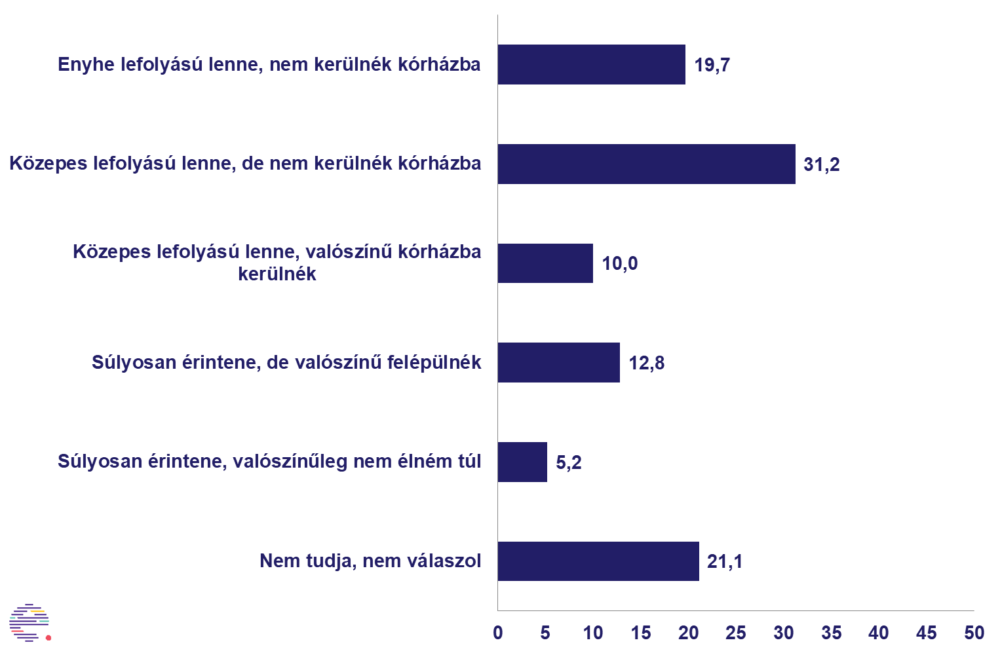 Enyhe lefolyású lenne, nem kerülnék kórházba
19,7
Közepes lefolyású lenne, de nem kerülnék kórházba
31,2
Közepes lefolyású lenne, valószínű kórházba
kerülnék
10,0
Súlyosan érintene, de valószínű felépülnék
12,8
Súlyosan érintene, valószínűleg nem élném túl
5,2
Nem tudja, nem válaszol
21,1
0 5 10 15 20 25 30 35 40 45 50